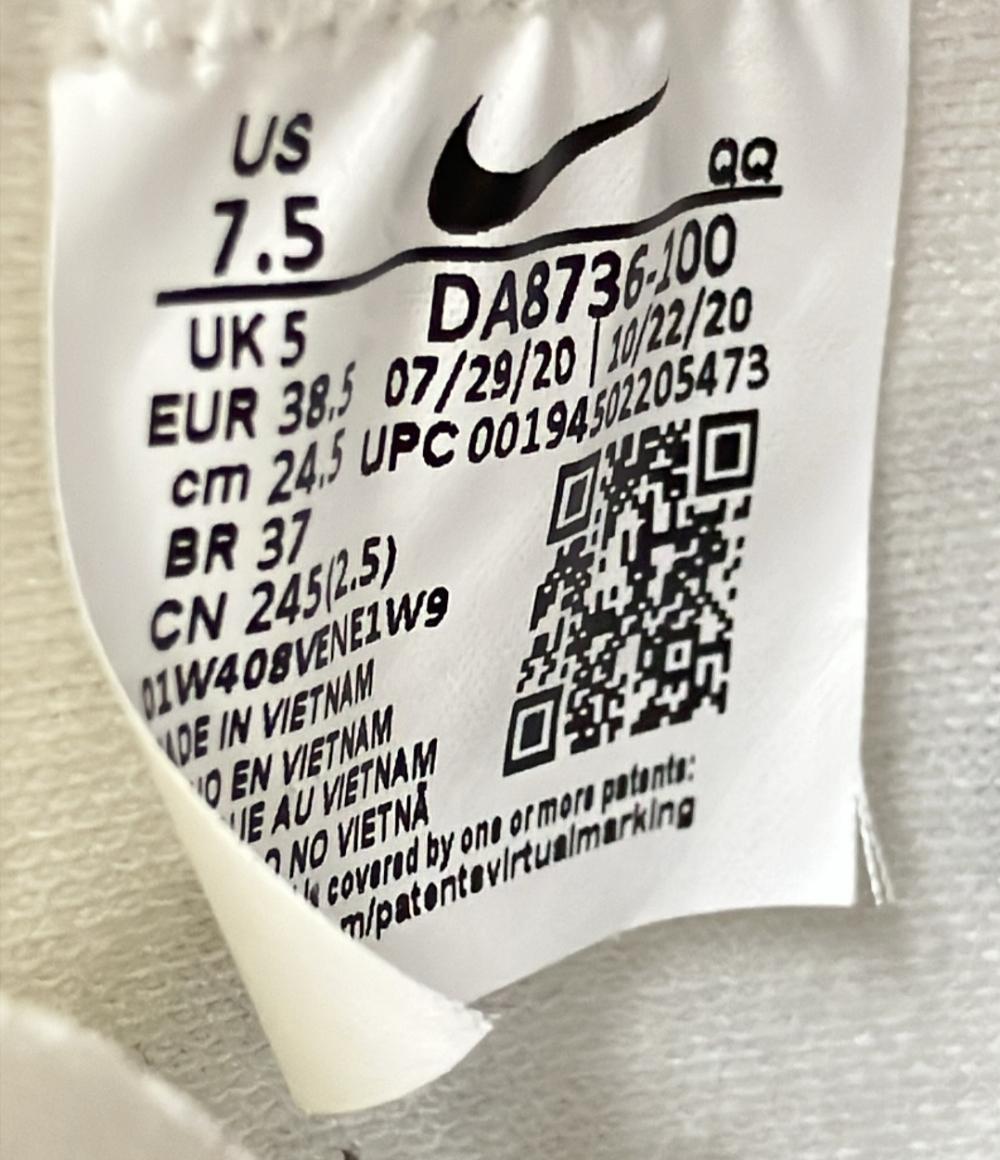 US
7.5
QQ
UK 5
DA8736-100
EUR 38.5
07/29/20 | 10/22/20
cm 24.5
UPC 00194502205473
BR 37
CN 245(2.5)
01W408VENE1W9
ADE IN VIETNAM
O EN VIETNAM
UE AU VIETNAM
O NO VIETNÃ
is covered by one or more patents:
m/patentsvirtualmarking